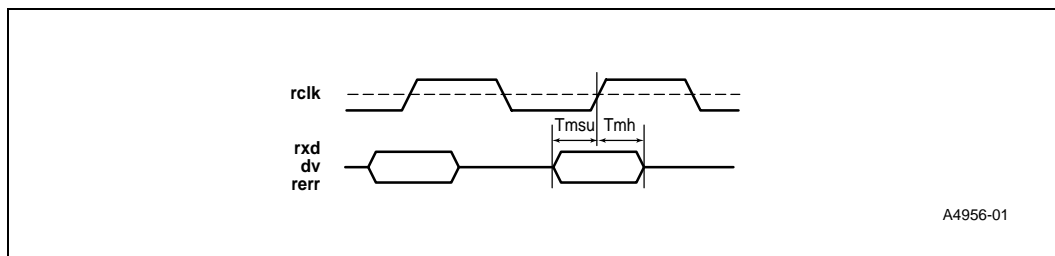 rclk
Tmsu Tmh
rxd
dv
rerr
A4956-01